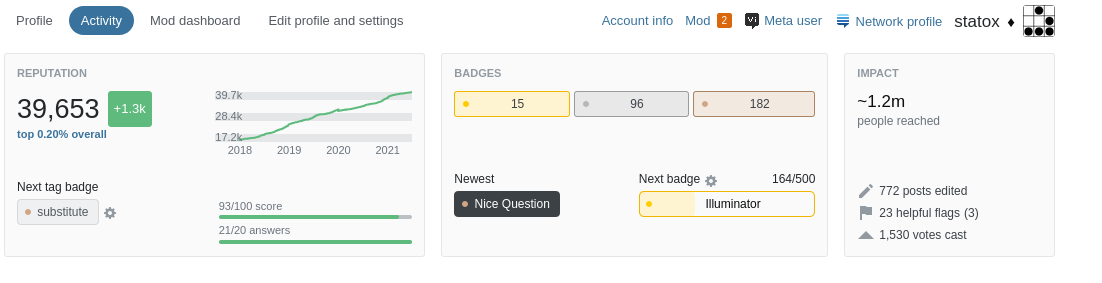 Profile Activity Mod dashboard Edit profile and settings Account info Mod 2 Meta user Network profile statox ♦
REPUTATION
39,653 +1.3k
top 0.20% overall
39.7k
28.4k
17.2k
2018 2019 2020 2021
Next tag badge
substitute
93/100 score
21/20 answers
BADGES
15 96 182
Newest
Nice Question
Next badge 164/500
Illuminator
IMPACT
~1.2m
people reached
772 posts edited
23 helpful flags (3)
1,530 votes cast